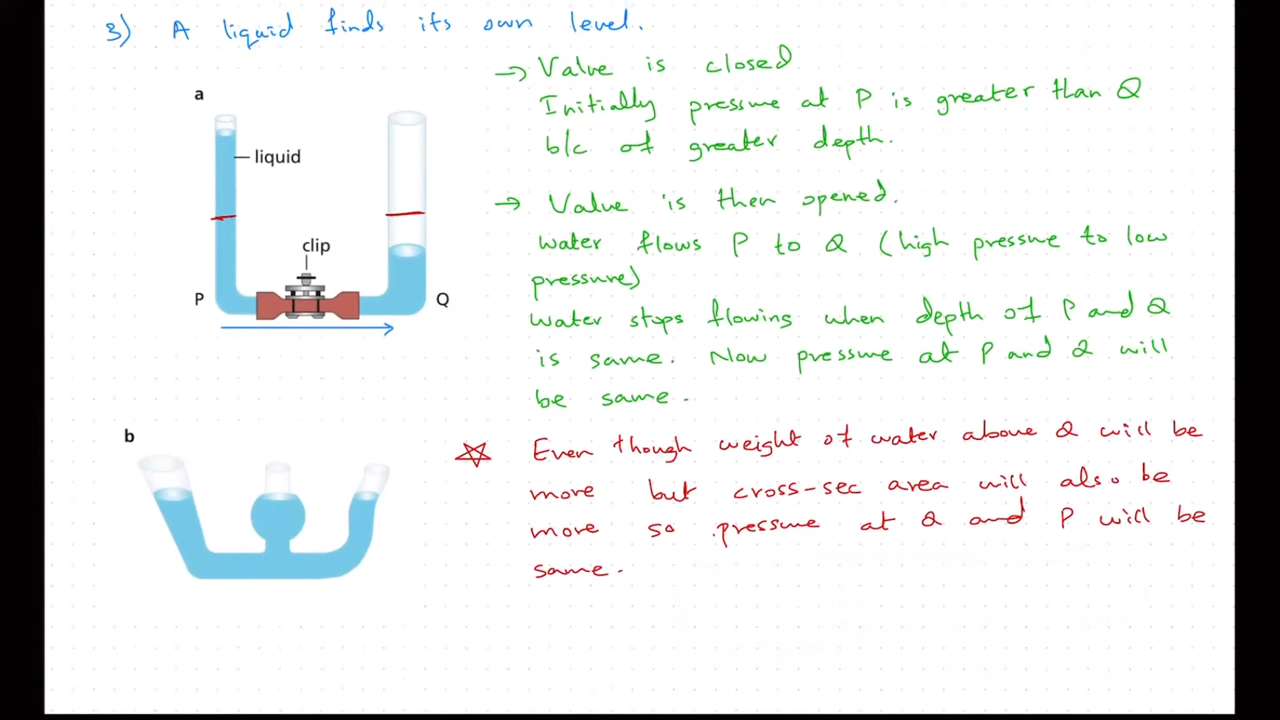 3) A liquid finds its own level.
a
liquid
clip
P
Q
b
→ Value is closed
Initially pressure at P is greater than Q
b/c of greater depth.
→ Value is then opened.
water flows P to Q (high pressure to low
pressure)
water stops flowing when depth of P and Q
is same. Now pressure at P and Q will
be same.
☆ Even though weight of water above Q will be
more but cross-sec area will also be
more so pressure at Q and P will be
same.